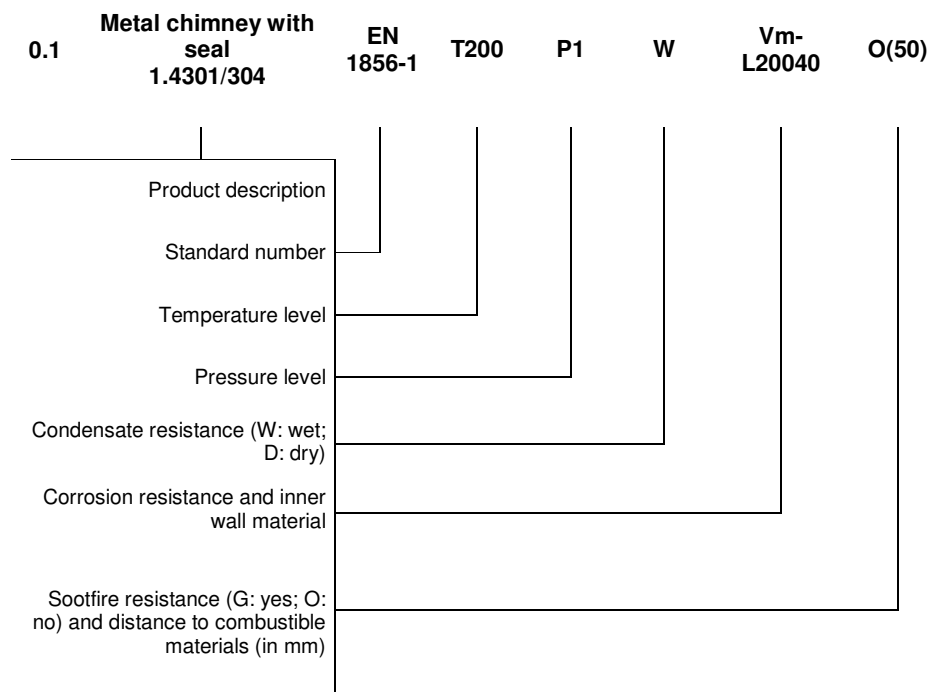 0.1
Metal chimney with
seal
1.4301/304
EN
1856-1
T200
P1
W
Vm-
L20040
O(50)
Product description
Standard number
Temperature level
Pressure level
Condensate resistance (W: wet;
D: dry)
Corrosion resistance and inner
wall material
Sootfire resistance (G: yes; O:
no) and distance to combustible
materials (in mm)